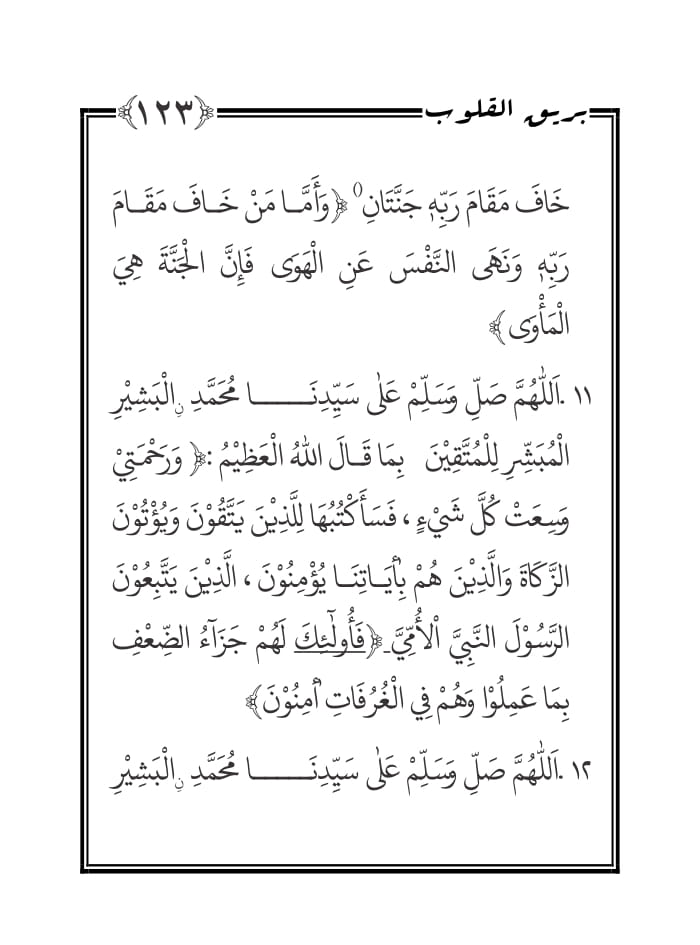 بريق القلوب ﴿١٢٣﴾
خَافَ مَقَامَ رَبِّهٖ جَنَّتَانِ () ﴿وَأَمَّا مَنْ خَافَ مَقَامَ
رَبِّهٖ وَنَهَى النَّفْسَ عَنِ الْهَوَى فَإِنَّ الْجَنَّةَ هِيَ
الْمَأْوَى﴾
١١ .اَللّٰهُمَّ صَلِّ وَسَلِّمْ عَلٰى سَيِّدِنَا مُحَمَّدِ نِ الْبَشِيْرِ
الْمُبَشِّرِ لِلْمُتَّقِيْنَ بِمَا قَالَ اللهُ الْعَظِيْمُ :﴿ وَرَحْمَتِيْ
وَسِعَتْ كُلَّ شَيْءٍ ، فَسَأَكْتُبُهَا لِلَّذِيْنَ يَتَّقُوْنَ وَيُؤْتُوْنَ
الزَّكَاةَ وَالَّذِيْنَ هُمْ بِأٰيَاتِنَا يُؤْمِنُوْنَ ، الَّذِيْنَ يَتَّبِعُوْنَ
الرَّسُوْلَ النَّبِيَّ الْأُمِّيَّ ﴿فَأُولٰٓئِكَ لَهُمْ جَزَآءُ الضِّعْفِ
بِمَا عَمِلُوْا وَهُمْ فِي الْغُرُفَاتِ أٰمِنُوْنَ﴾
١٢ .اَللّٰهُمَّ صَلِّ وَسَلِّمْ عَلٰى سَيِّدِنَا مُحَمَّدِ نِ الْبَشِيْرِ